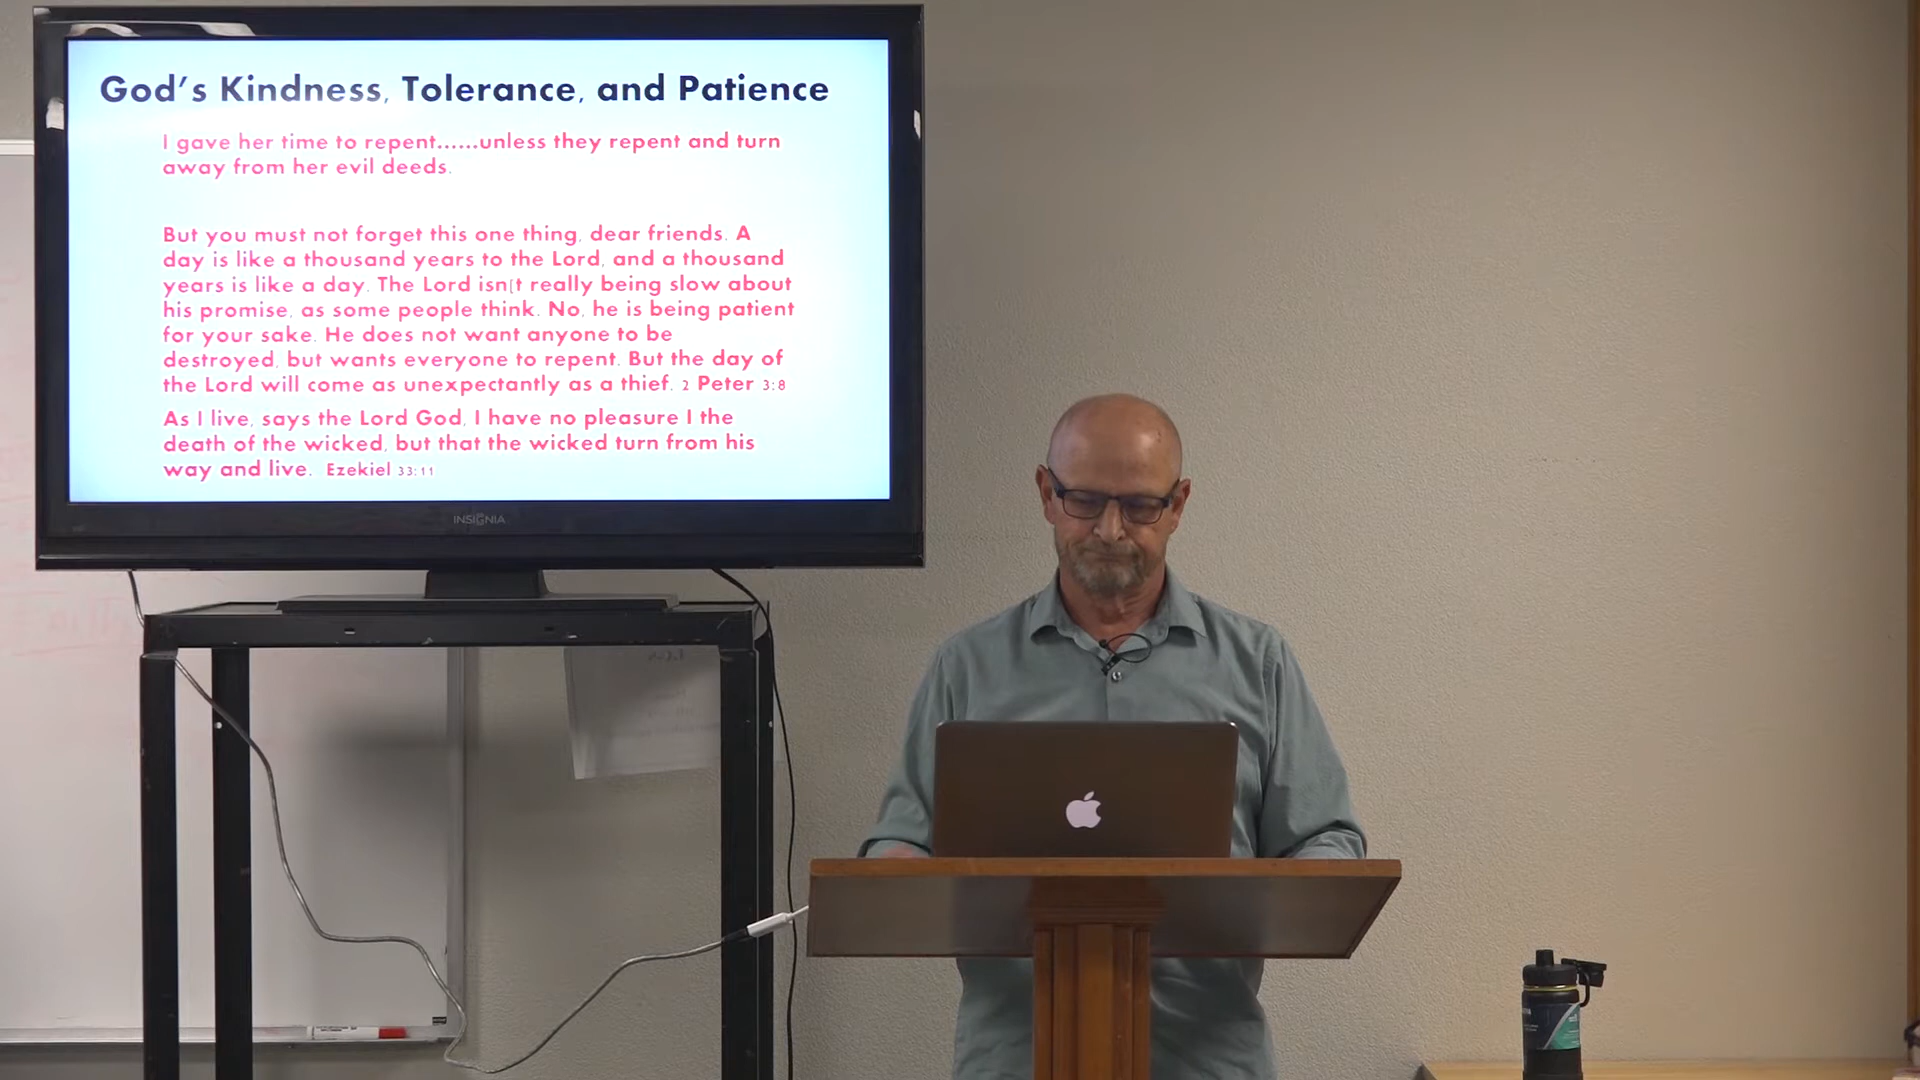 God's Kindness, Tolerance, and Patience
I gave her time to repent......unless they repent and turn
away from her evil deeds.
But you must not forget this one thing, dear friends. A
day is like a thousand years to the Lord, and a thousand
years is like a day. The Lord isn[t really being slow about
his promise, as some people think. No, he is being patient
for your sake. He does not want anyone to be
destroyed, but wants everyone to repent. But the day of
the Lord will come as unexpectantly as a thief. 2 Peter 3:8
As I live, says the Lord God, I have no pleasure I the
death of the wicked, but that the wicked turn from his
way and live. Ezekiel 33:11
INSIGNIA